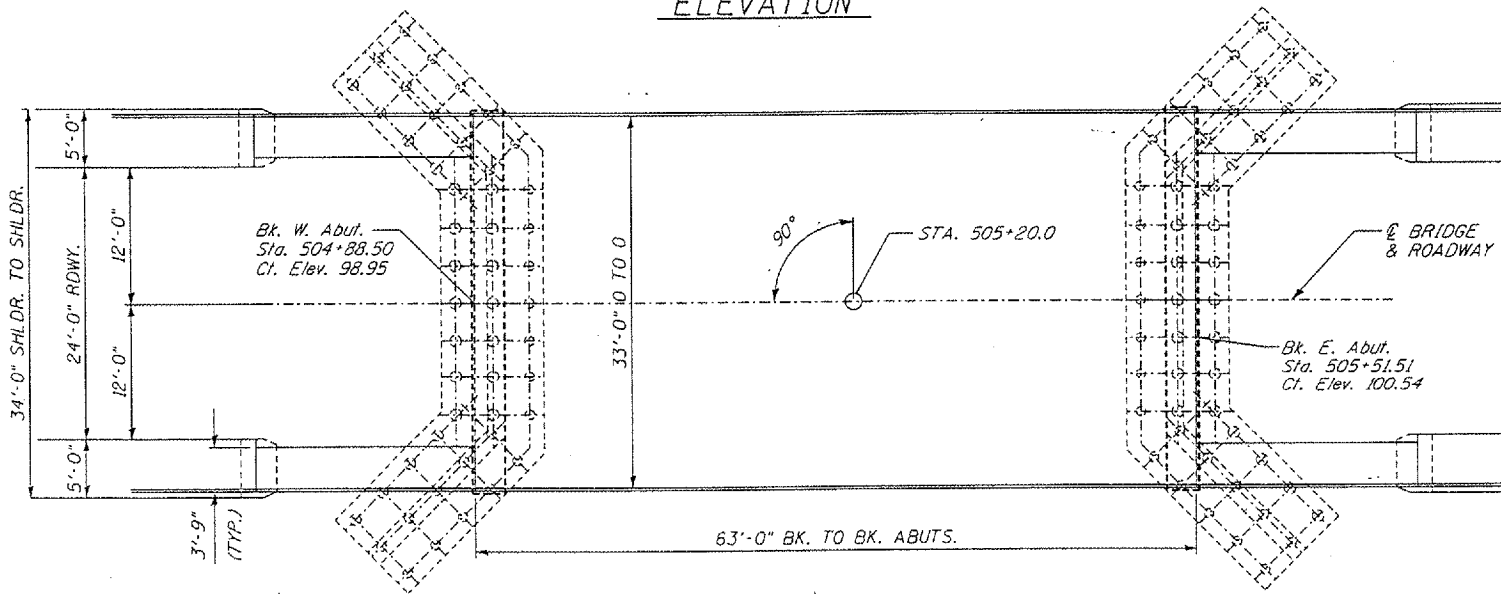 ELEVATION
34'-0" SHLDR. TO SHLDR.
5'-0"
24'-0" RDWY.
5'-0"
12'-0"
12'-0"
3'-9"
(TYP.)
Bk. W. Abut.
Sta. 504+88.50
Ct. Elev. 98.95
33'-0" O TO O
90°
STA. 505+20.0
℄ BRIDGE
& ROADWAY
Bk. E. Abut.
Sta. 505+51.51
Ct. Elev. 100.54
63'-0" BK. TO BK. ABUTS.